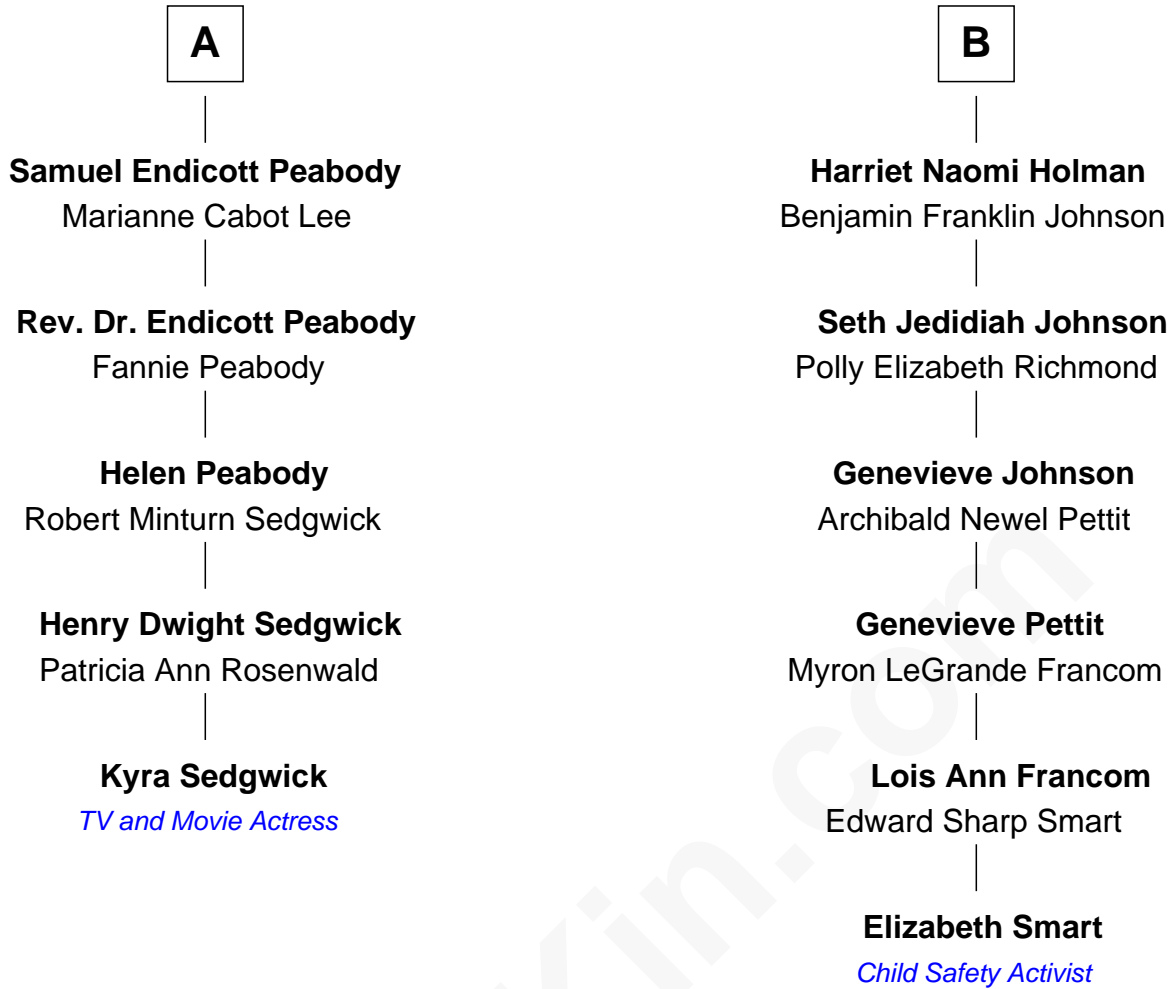 A
Samuel Endicott Peabody
Marianne Cabot Lee
Rev. Dr. Endicott Peabody
Fannie Peabody
Helen Peabody
Robert Minturn Sedgwick
Henry Dwight Sedgwick
Patricia Ann Rosenwald
Kyra Sedgwick
TV and Movie Actress
B
Harriet Naomi Holman
Benjamin Franklin Johnson
Seth Jedidiah Johnson
Polly Elizabeth Richmond
Genevieve Johnson
Archibald Newel Pettit
Genevieve Pettit
Myron LeGrande Francom
Lois Ann Francom
Edward Sharp Smart
Elizabeth Smart
Child Safety Activist
Kin.com